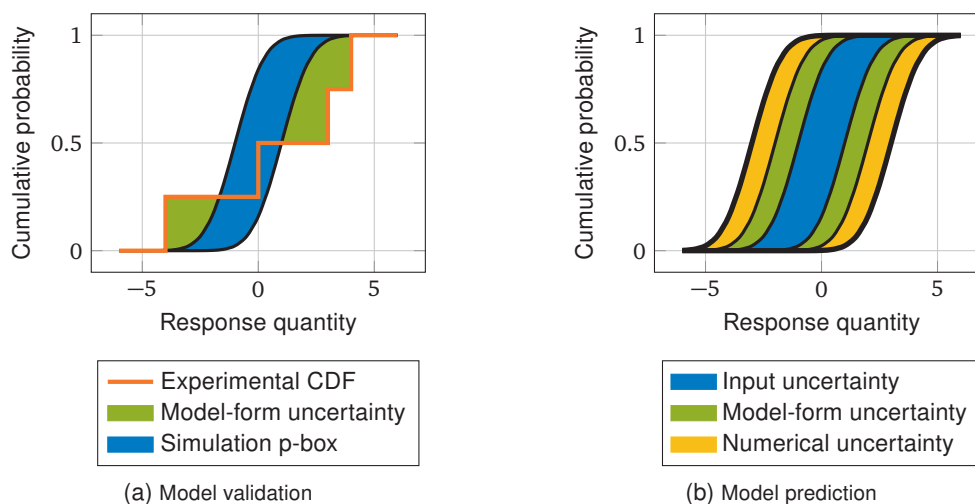 1
0.5
0
−5
0
5
Cumulative probability
Response quantity
Experimental CDF
Model-form uncertainty
Simulation p-box
(a) Model validation
1
0.5
0
−5
0
5
Cumulative probability
Response quantity
Input uncertainty
Model-form uncertainty
Numerical uncertainty
(b) Model prediction